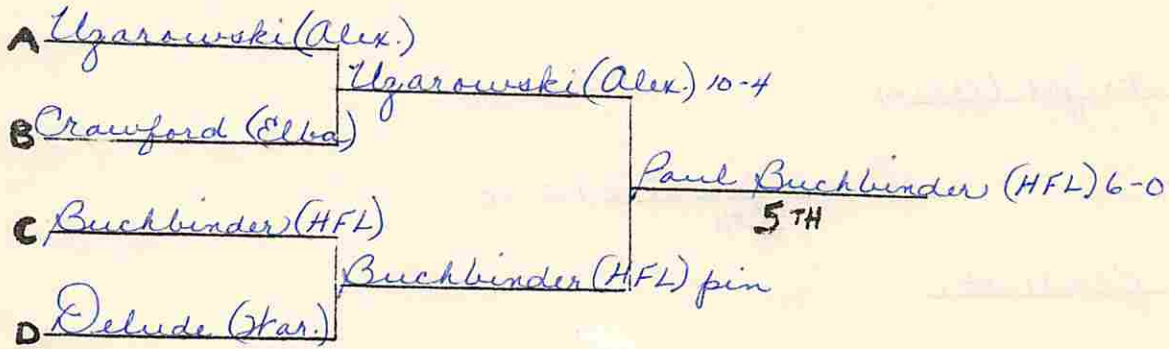 A Uzarowski (Alex.)
Uzarowski (Alex.) 10-4
B Crawford (Elba)
Paul Buchbinder (HFL) 6-0
5TH
C Buchbinder (HFL)
Buchbinder (HFL) pin
D Delude (War.)